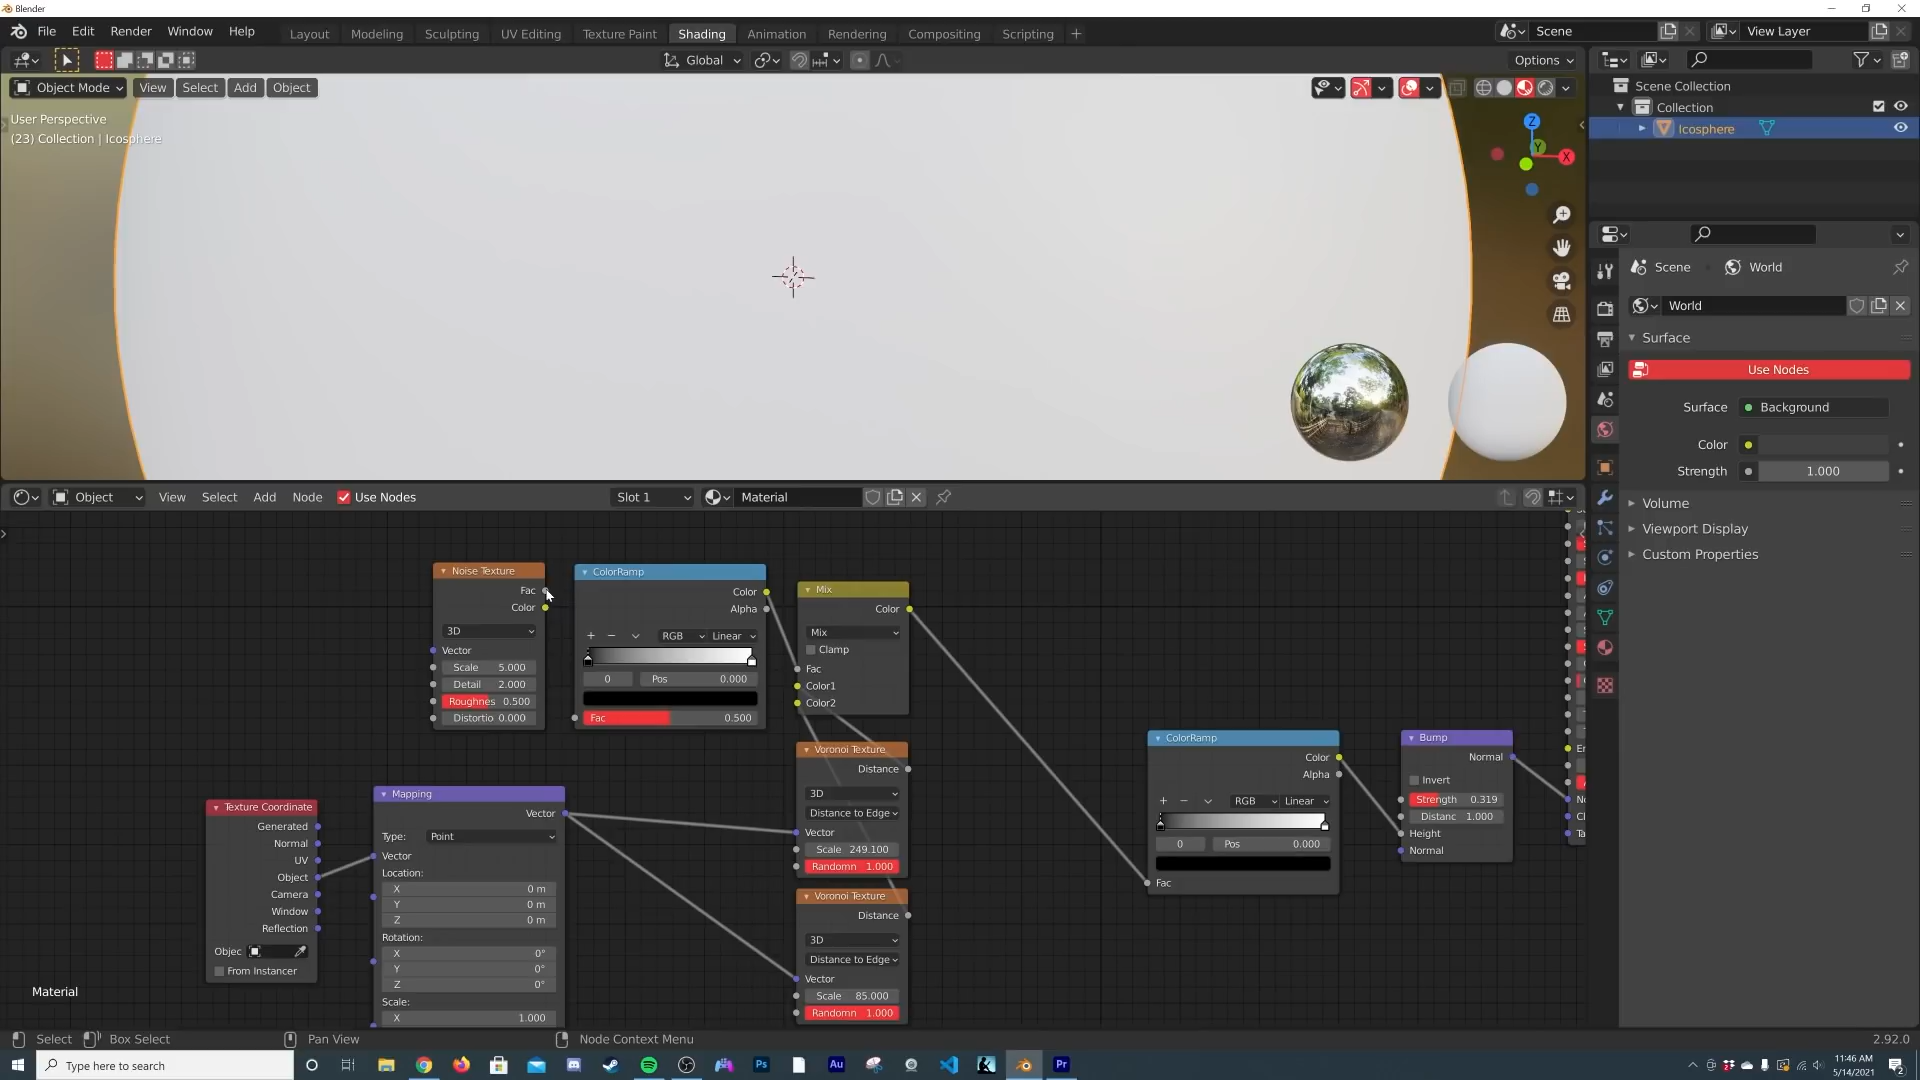 Blender
File Edit Render Window Help Layout Modeling Sculpting UV Editing Texture Paint Shading Animation Rendering Compositing Scripting + Scene View Layer
Global Options
Object Mode View Select Add Object
User Perspective
(23) Collection | Icosphere
Z
Y
X
Scene Collection
Collection
Icosphere
Scene World
World
Surface
Use Nodes
Surface Background
Color
Strength 1.000
Volume
Viewport Display
Custom Properties
Object View Select Add Node Use Nodes Slot 1 Material
Noise Texture
Fac
Color
3D
Vector
Scale 5.000
Detail 2.000
Roughnes 0.500
Distortio 0.000
ColorRamp
Color
Alpha
+ − RGB Linear
0 Pos 0.000
Fac 0.500
Mix
Color
Mix
Clamp
Fac
Color1
Color2
Voronoi Texture
Distance
3D
Distance to Edge
Vector
Scale 249.100
Randomn 1.000
Voronoi Texture
Distance
3D
Distance to Edge
Vector
Scale 85.000
Randomn 1.000
Texture Coordinate
Generated
Normal
UV
Object
Camera
Window
Reflection
Objec
From Instancer
Mapping
Vector
Type: Point
Vector
Location:
X 0 m
Y 0 m
Z 0 m
Rotation:
X 0°
Y 0°
Z 0°
Scale:
X 1.000
ColorRamp
Color
Alpha
+ − RGB Linear
0 Pos 0.000
Fac
Bump
Normal
Invert
Strength 0.319
Distanc 1.000
Height
Normal
Material
Select Box Select Pan View Node Context Menu 2.92.0
Type here to search
Ps
Au
Pr
11:46 AM
5/14/2021
2